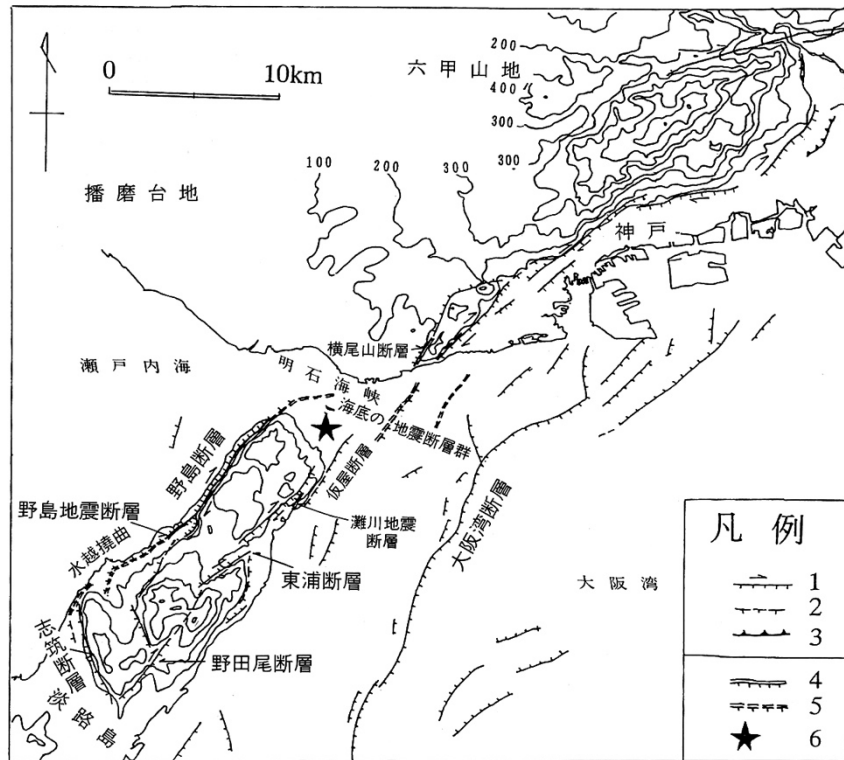 0 10km
六甲山地
200
400
300
300
100
200
300
播磨台地
神戸
横尾山断層
瀬戸内海
明石海峡
海底の地震断層群
野島断層
仮屋断層
野島地震断層
灘川地震
断層
水越撓曲
大阪湾断層
東浦断層
大阪湾
志筑断層
野田尾断層
淡路島
凡例
1
2
3
4
5
6